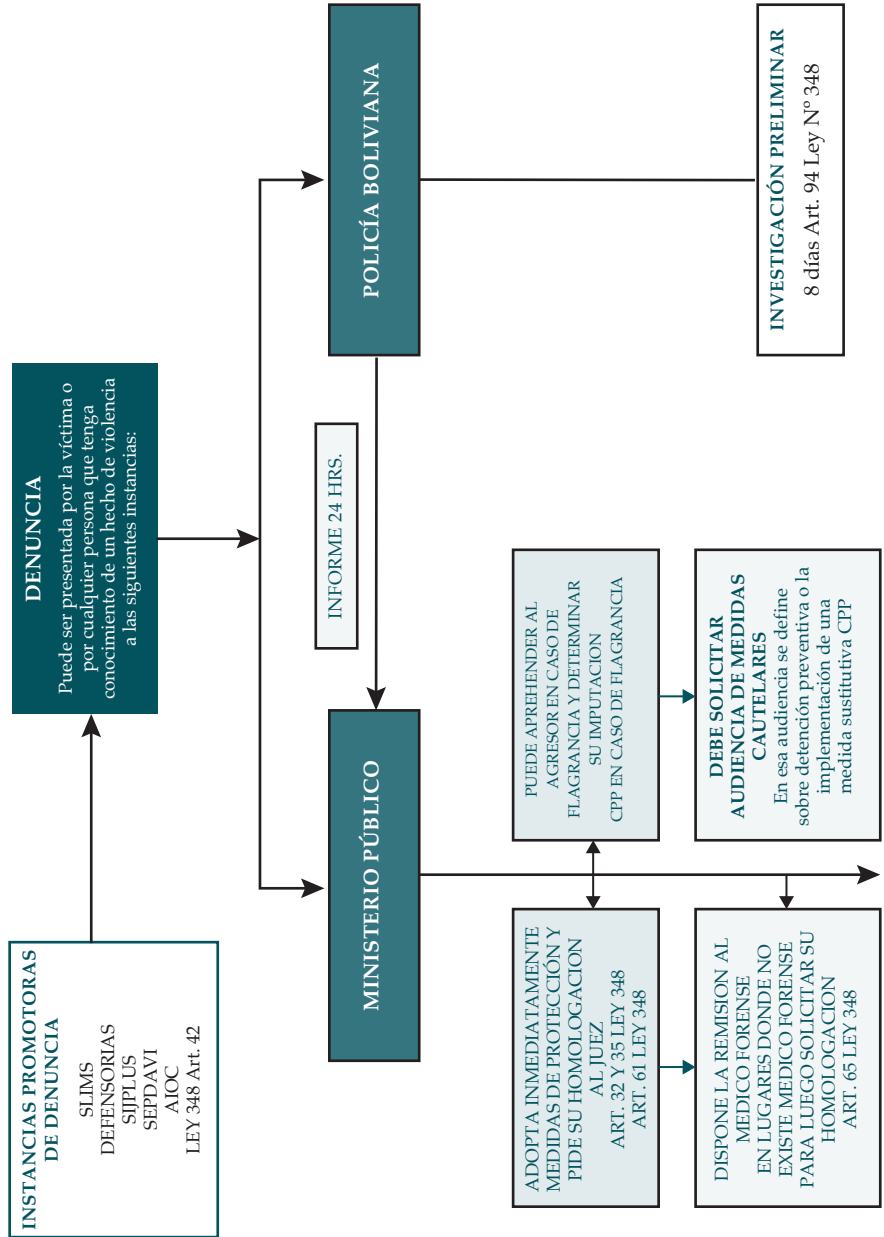 INSTANCIAS PROMOTORAS
DE DENUNCIA
SLIMS
DEFENSORIAS
SIJPLUS
SEPDAVI
AIOC
LEY 348 Art. 42
DENUNCIA
Puede ser presentada por la víctima o
por cualquier persona que tenga
conocimiento de un hecho de violencia
a las siguientes instancias:
MINISTERIO PÚBLICO
INFORME 24 HRS.
POLICÍA BOLIVIANA
ADOPTA INMEDIATAMENTE
MEDIDAS DE PROTECCIÓN Y
PIDE SU HOMOLOGACION
AL JUEZ
ART. 32 Y 35 LEY 348
ART. 61 LEY 348
PUEDE APREHENDER AL
AGRESOR EN CASO DE
FLAGRANCIA Y DETERMINAR
SU IMPUTACION
CPP EN CASO DE FLAGRANCIA
DISPONE LA REMISION AL
MEDICO FORENSE
EN LUGARES DONDE NO
EXISTE MEDICO FORENSE
PARA LUEGO SOLICITAR SU
HOMOLOGACION
ART. 65 LEY 348
DEBE SOLICITAR
AUDIENCIA DE MEDIDAS
CAUTELARES
En esa audiencia se define
sobre detención preventiva o la
implementación de una
medida sustitutiva CPP
INVESTIGACIÓN PRELIMINAR
8 días Art. 94 Ley Nº 348